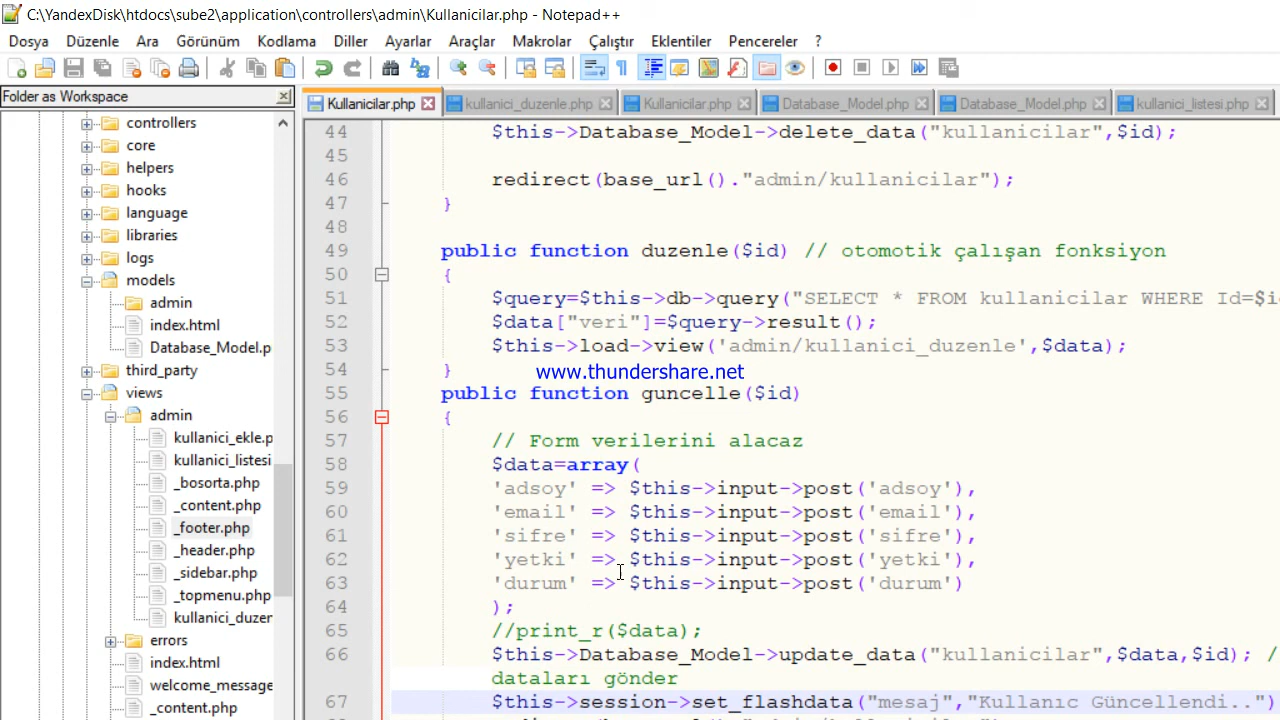 C:\YandexDisk\htdocs\sube2\application\controllers\admin\Kullanicilar.php - Notepad++
Dosya Düzenle Ara Görünüm Kodlama Diller Ayarlar Araçlar Makrolar Çalıştır Eklentiler Pencereler ?
Folder as Workspace
Kullanicilar.php kullanici_duzenle.php Kullanicilar.php Database_Model.php Database_Model.php kullanici_listesi.php
controllers
core
helpers
hooks
language
libraries
logs
models
admin
index.html
Database_Model.p
third_party
views
admin
kullanici_ekle.p
kullanici_listesi
_bosorta.php
_content.php
_footer.php
_header.php
_sidebar.php
_topmenu.php
kullanici_duzen
errors
index.html
welcome_message
_content.php
44 $this->Database_Model->delete_data("kullanicilar",$id);
45
46 redirect(base_url()."admin/kullanicilar");
47 }
48
49 public function duzenle($id) // otomotik çalışan fonksiyon
50 {
51 $query=$this->db->query("SELECT * FROM kullanicilar WHERE Id=$i
52 $data["veri"]=$query->result();
53 $this->load->view('admin/kullanici_duzenle',$data);
54 }
www.thundershare.net
55 public function guncelle($id)
56 {
57 // Form verilerini alacaz
58 $data=array(
59 'adsoy' => $this->input->post('adsoy'),
60 'email' => $this->input->post('email'),
61 'sifre' => $this->input->post('sifre'),
62 'yetki' => $this->input->post('yetki'),
63 'durum' => $this->input->post('durum')
64 );
65 //print_r($data);
66 $this->Database_Model->update_data("kullanicilar",$data,$id); /
dataları gönder
67 $this->session->set_flashdata("mesaj","Kullanıc Güncellendi..")